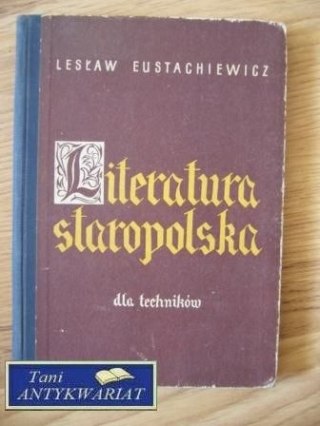 LESŁAW EUSTACHIEWICZ
Literatura
staropolska
dla techników
Tani
ANTYKWARIAT